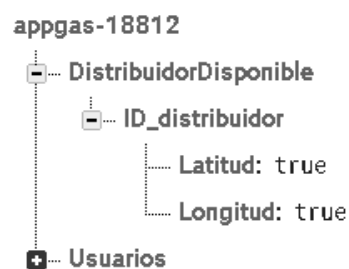 appgas-18812
DistribuidorDisponible
ID_distribuidor
Latitud: true
Longitud: true
Usuarios